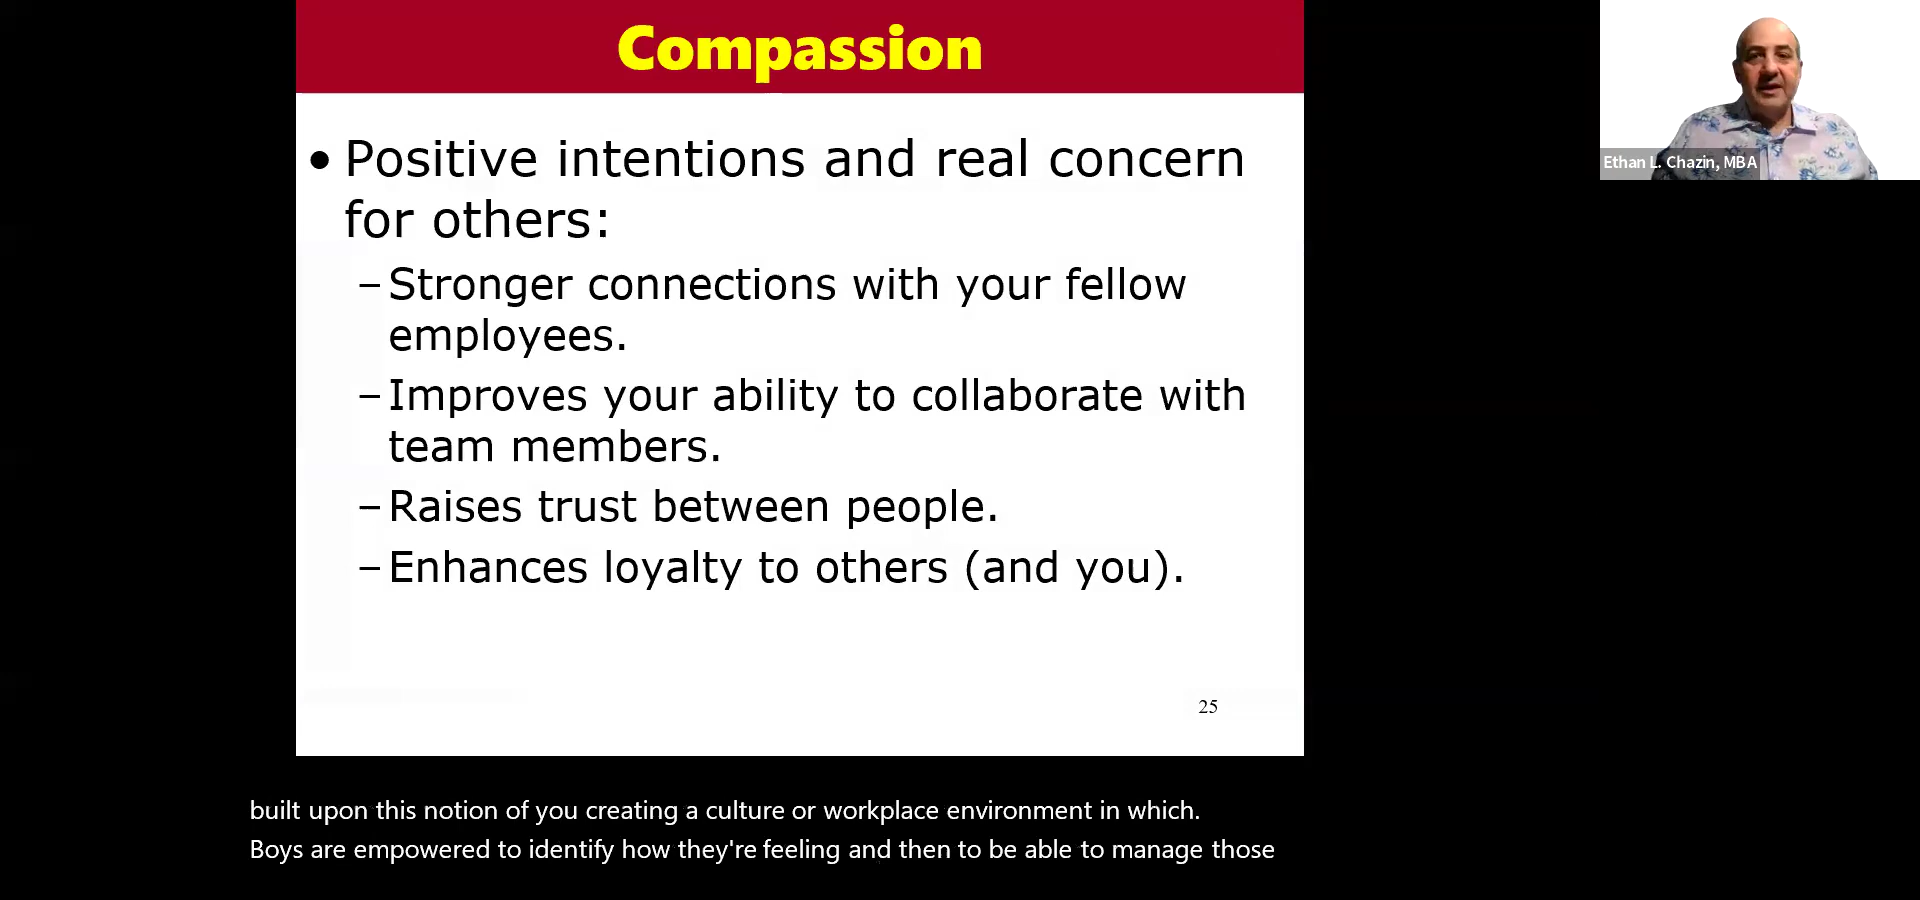 Compassion
• Positive intentions and real concern
for others:
–Stronger connections with your fellow
employees.
–Improves your ability to collaborate with
team members.
–Raises trust between people.
–Enhances loyalty to others (and you).
25
Ethan L. Chazin, MBA
built upon this notion of you creating a culture or workplace environment in which.
Boys are empowered to identify how they're feeling and then to be able to manage those